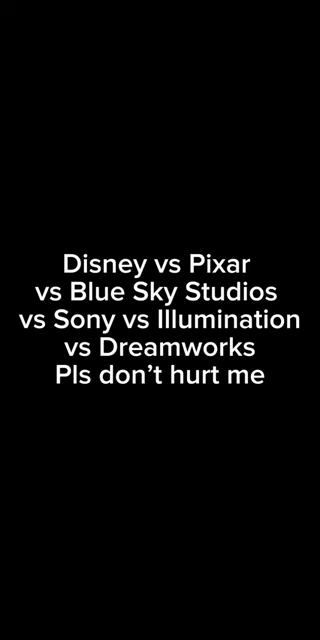 Disney vs Pixar
vs Blue Sky Studios
vs Sony vs Illumination
vs Dreamworks
Pls don’t hurt me